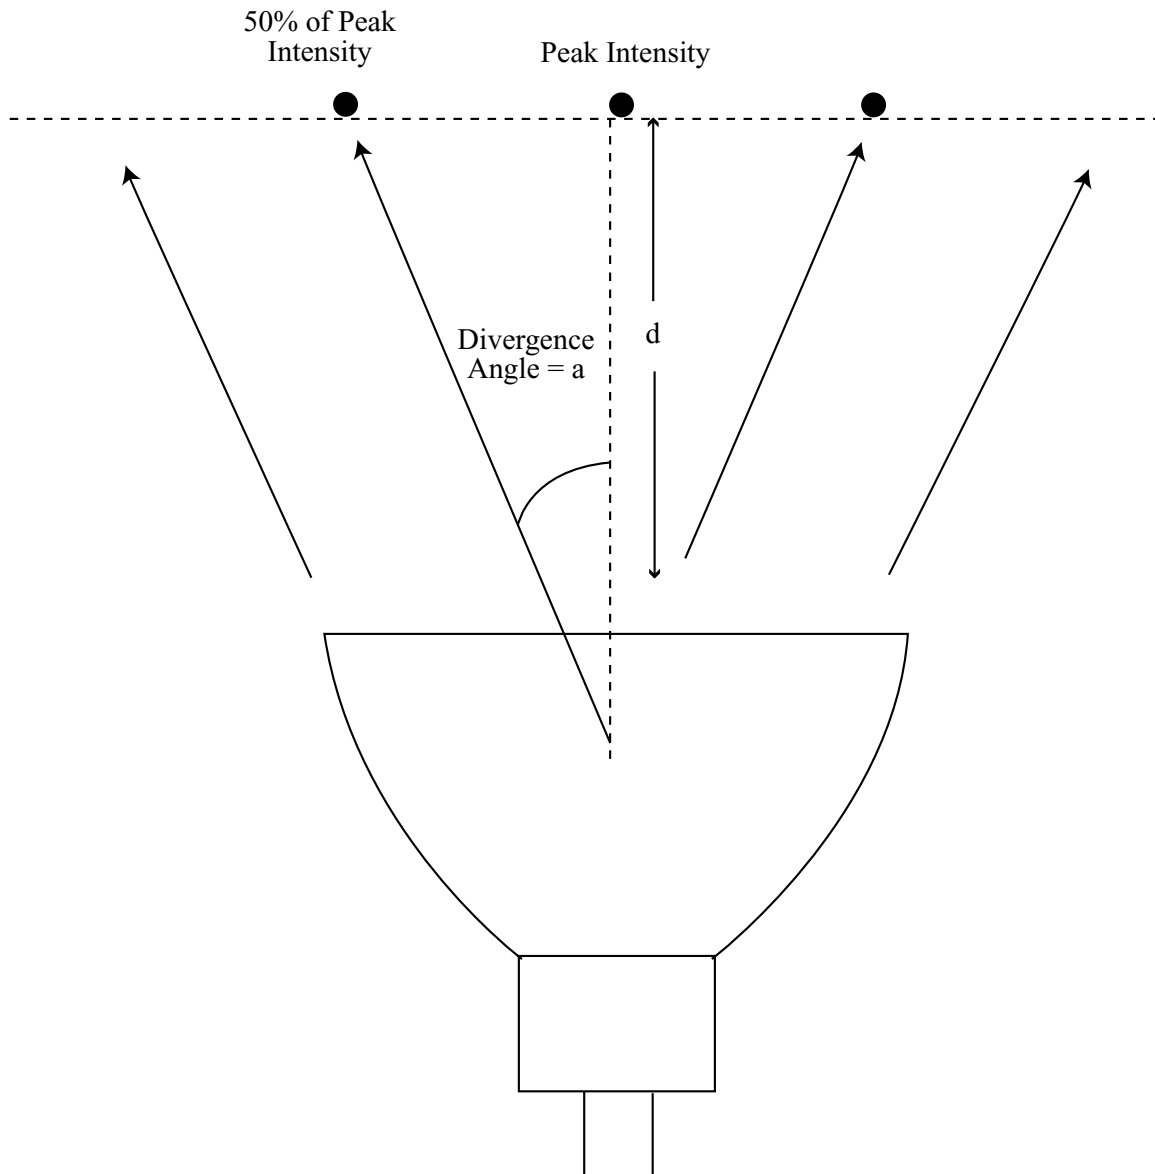 50% of Peak
Intensity
Peak Intensity
Divergence
Angle = a
d